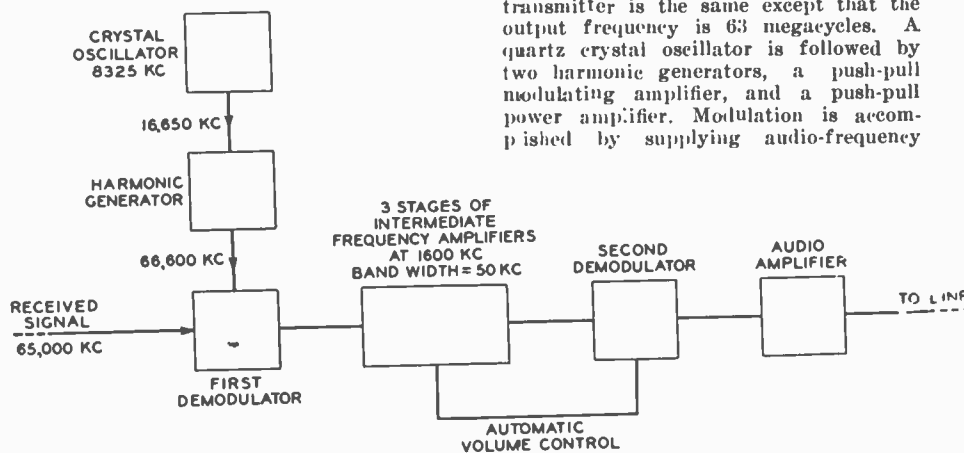 transmitter is the same except that the
output frequency is 63 megacycles. A
quartz crystal oscillator is followed by
two harmonic generators, a push-pull
modulating amplifier, and a push-pull
power amplifier. Modulation is accom-
p ished by supplying audio-frequency
CRYSTAL
OSCILLATOR
8325 KC
16,650 KC
HARMONIC
GENERATOR
66,600 KC
RECEIVED
SIGNAL
65,000 KC
FIRST
DEMODULATOR
3 STAGES OF
INTERMEDIATE
FREQUENCY AMPLIFIERS
AT 1600 KC
BAND WIDTH = 50 KC
SECOND
DEMODULATOR
AUDIO
AMPLIFIER
TO LINE
AUTOMATIC
VOLUME CONTROL